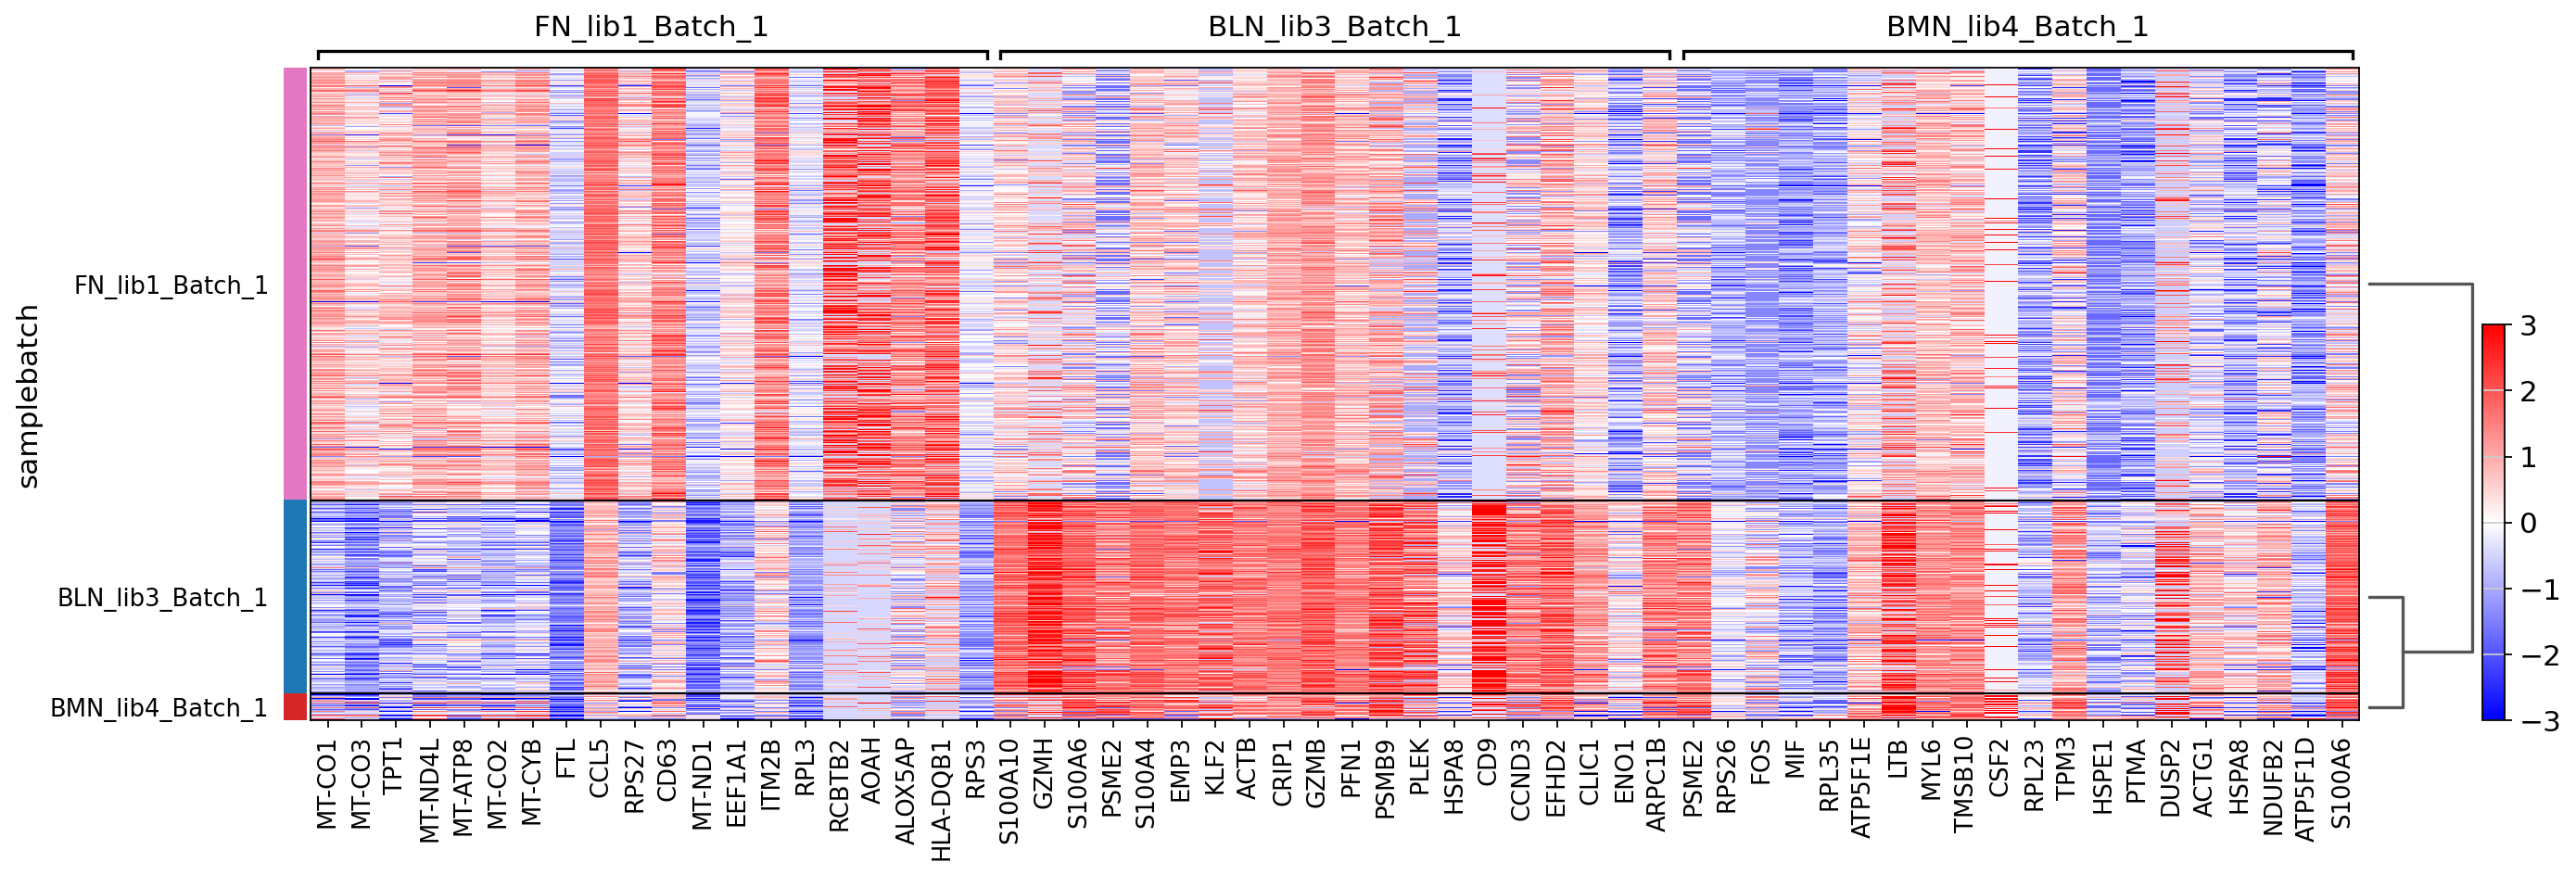 FN_lib1_Batch_1
BLN_lib3_Batch_1
BMN_lib4_Batch_1
samplebatch
FN_lib1_Batch_1
BLN_lib3_Batch_1
BMN_lib4_Batch_1
3
2
1
0
−1
−2
−3
MT-CO1
MT-CO3
TPT1
MT-ND4L
MT-ATP8
MT-CO2
MT-CYB
FTL
CCL5
RPS27
CD63
MT-ND1
EEF1A1
ITM2B
RPL3
RCBTB2
AOAH
ALOX5AP
HLA-DQB1
RPS3
S100A10
GZMH
S100A6
PSME2
S100A4
EMP3
KLF2
ACTB
CRIP1
GZMB
PFN1
PSMB9
PLEK
HSPA8
CD9
CCND3
EFHD2
CLIC1
ENO1
ARPC1B
PSME2
RPS26
FOS
MIF
RPL35
ATP5F1E
LTB
MYL6
TMSB10
CSF2
RPL23
TPM3
HSPE1
PTMA
DUSP2
ACTG1
HSPA8
NDUFB2
ATP5F1D
S100A6